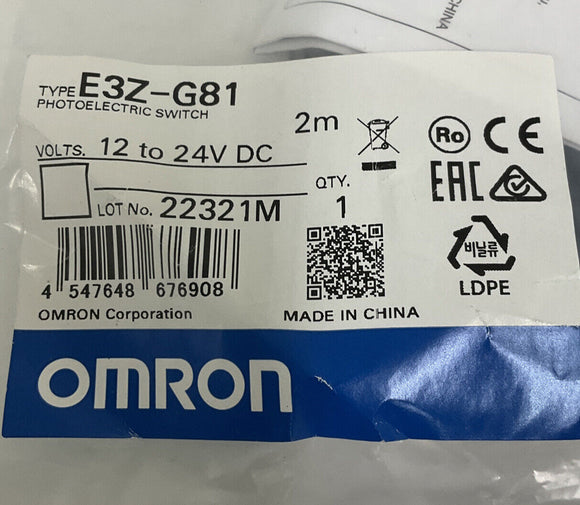 CHINA
TYPE E3Z-G81
PHOTOELECTRIC SWITCH
2m
Ro CE
VOLTS. 12 to 24V DC
EAC
QTY.
LOT No. 22321M 1
비닐류
LDPE
4 547648 676908
OMRON Corporation
MADE IN CHINA
OMRON